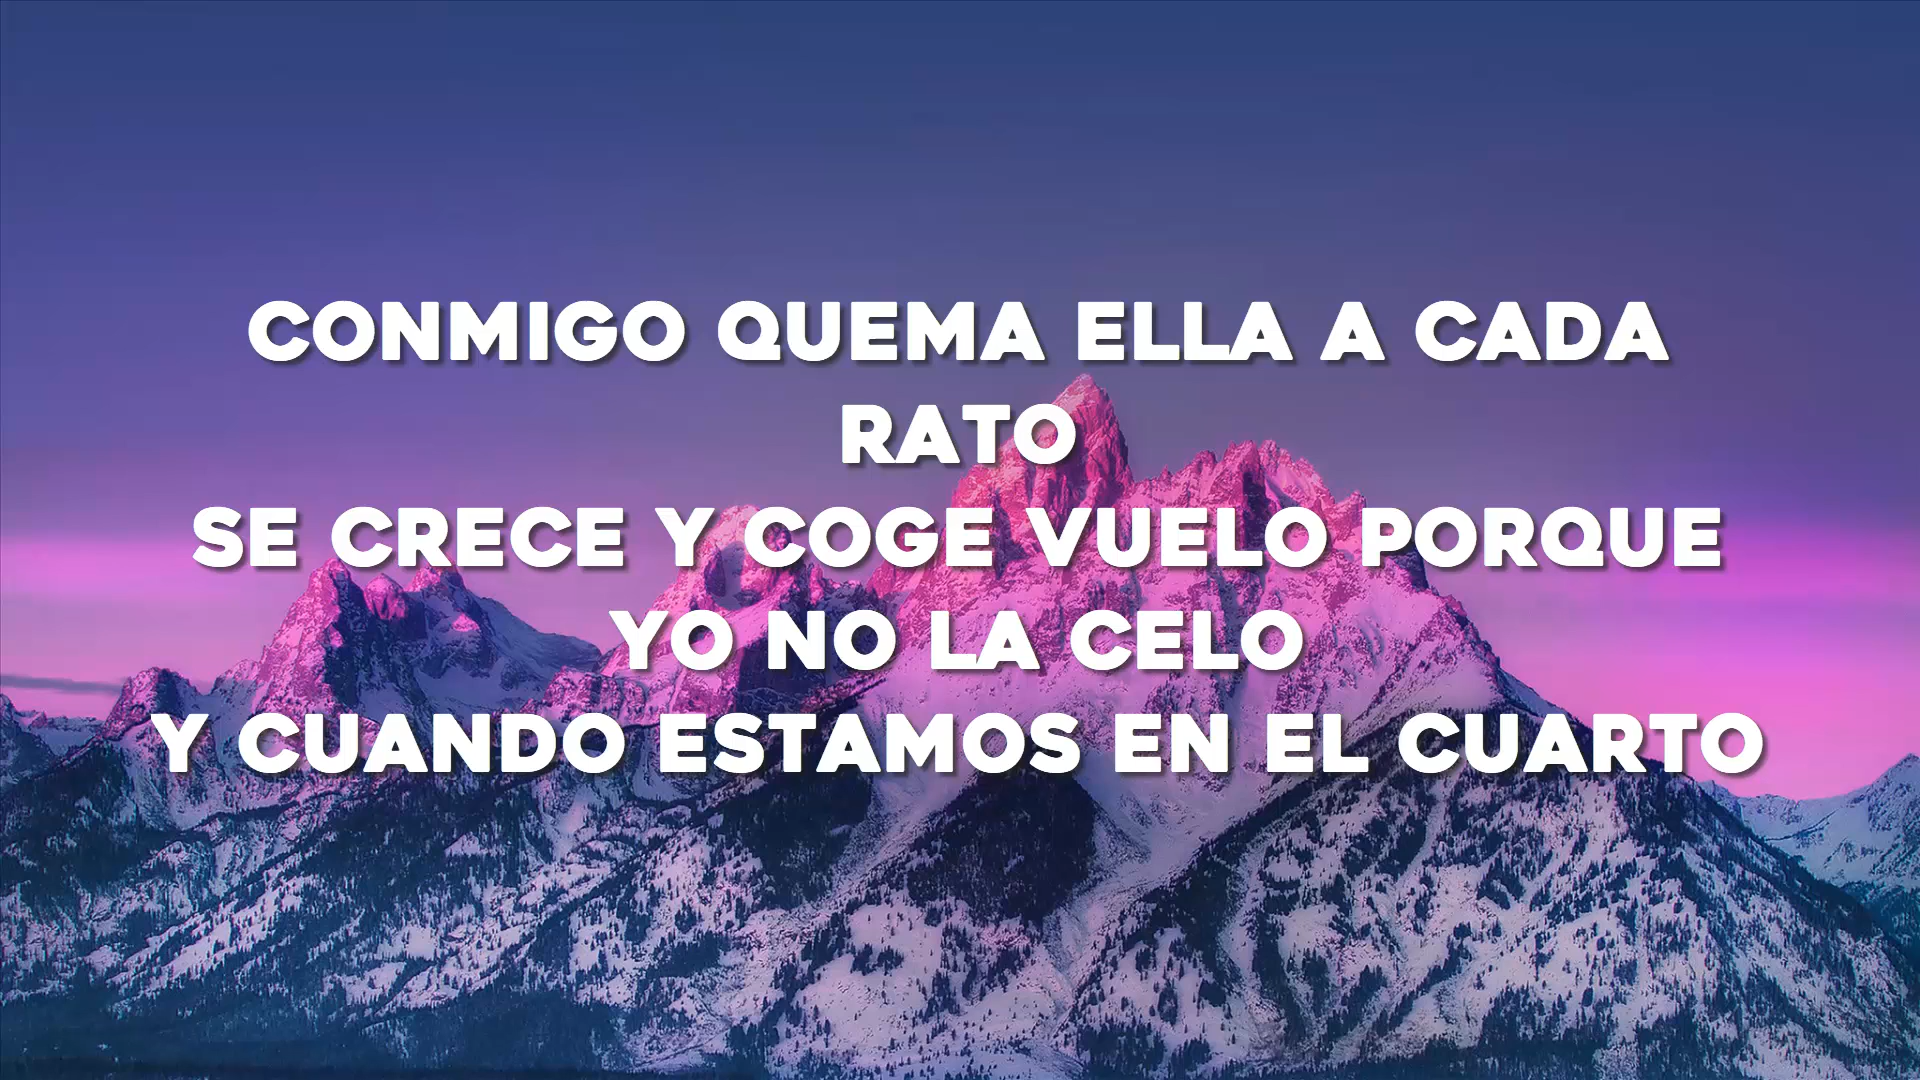 CONMIGO QUEMA ELLA A CADA
RATO
SE CRECE Y COGE VUELO PORQUE
YO NO LA CELO
Y CUANDO ESTAMOS EN EL CUARTO